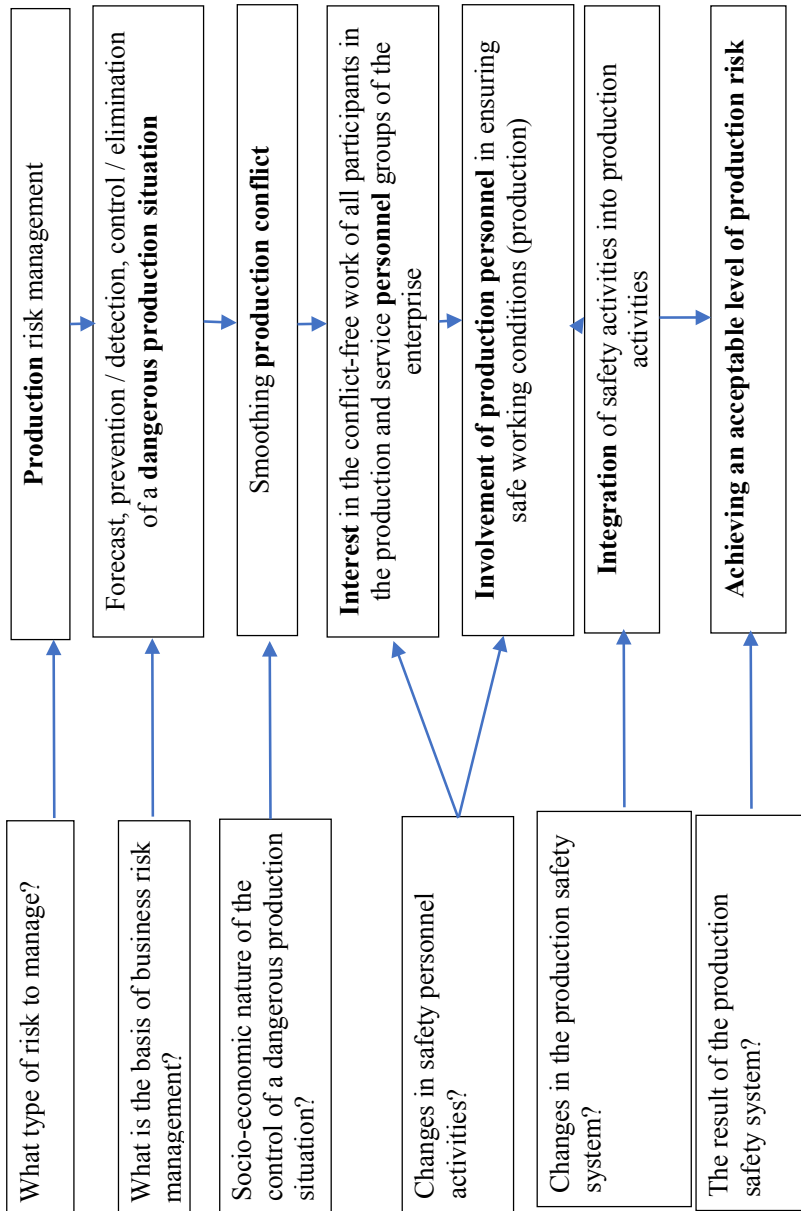 What type of risk to manage?
Production risk management
What is the basis of business risk
management?
Forecast, prevention / detection, control / elimination
of a dangerous production situation
Socio-economic nature of the
control of a dangerous production
situation?
Smoothing production conflict
Changes in safety personnel
activities?
Interest in the conflict-free work of all participants in
the production and service personnel groups of the
enterprise
Involvement of production personnel in ensuring
safe working conditions (production)
Changes in the production safety
system?
Integration of safety activities into production
activities
The result of the production
safety system?
Achieving an acceptable level of production risk